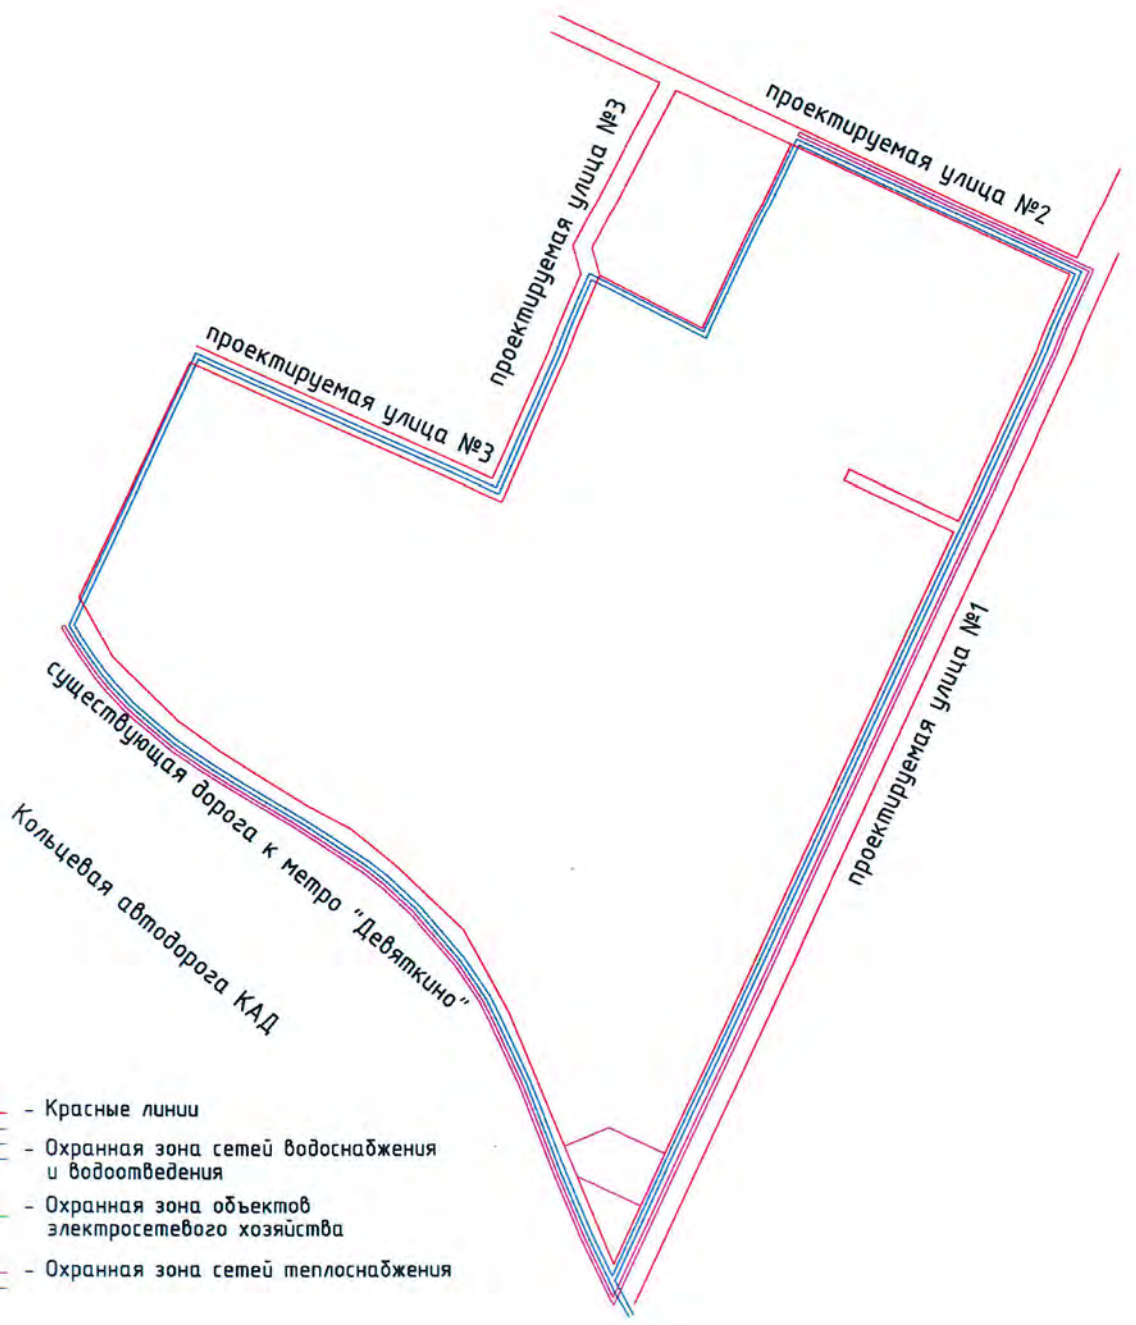 проектируемая улица №2
проектируемая улица №3
проектируемая улица №3
проектируемая улица №1
существующая дорога к метро "Девяткино"
Кольцевая автодорога КАД
- Красные линии
- Охранная зона сетей водоснабжения
и водоотведения
- Охранная зона объектов
электросетевого хозяйства
- Охранная зона сетей теплоснабжения